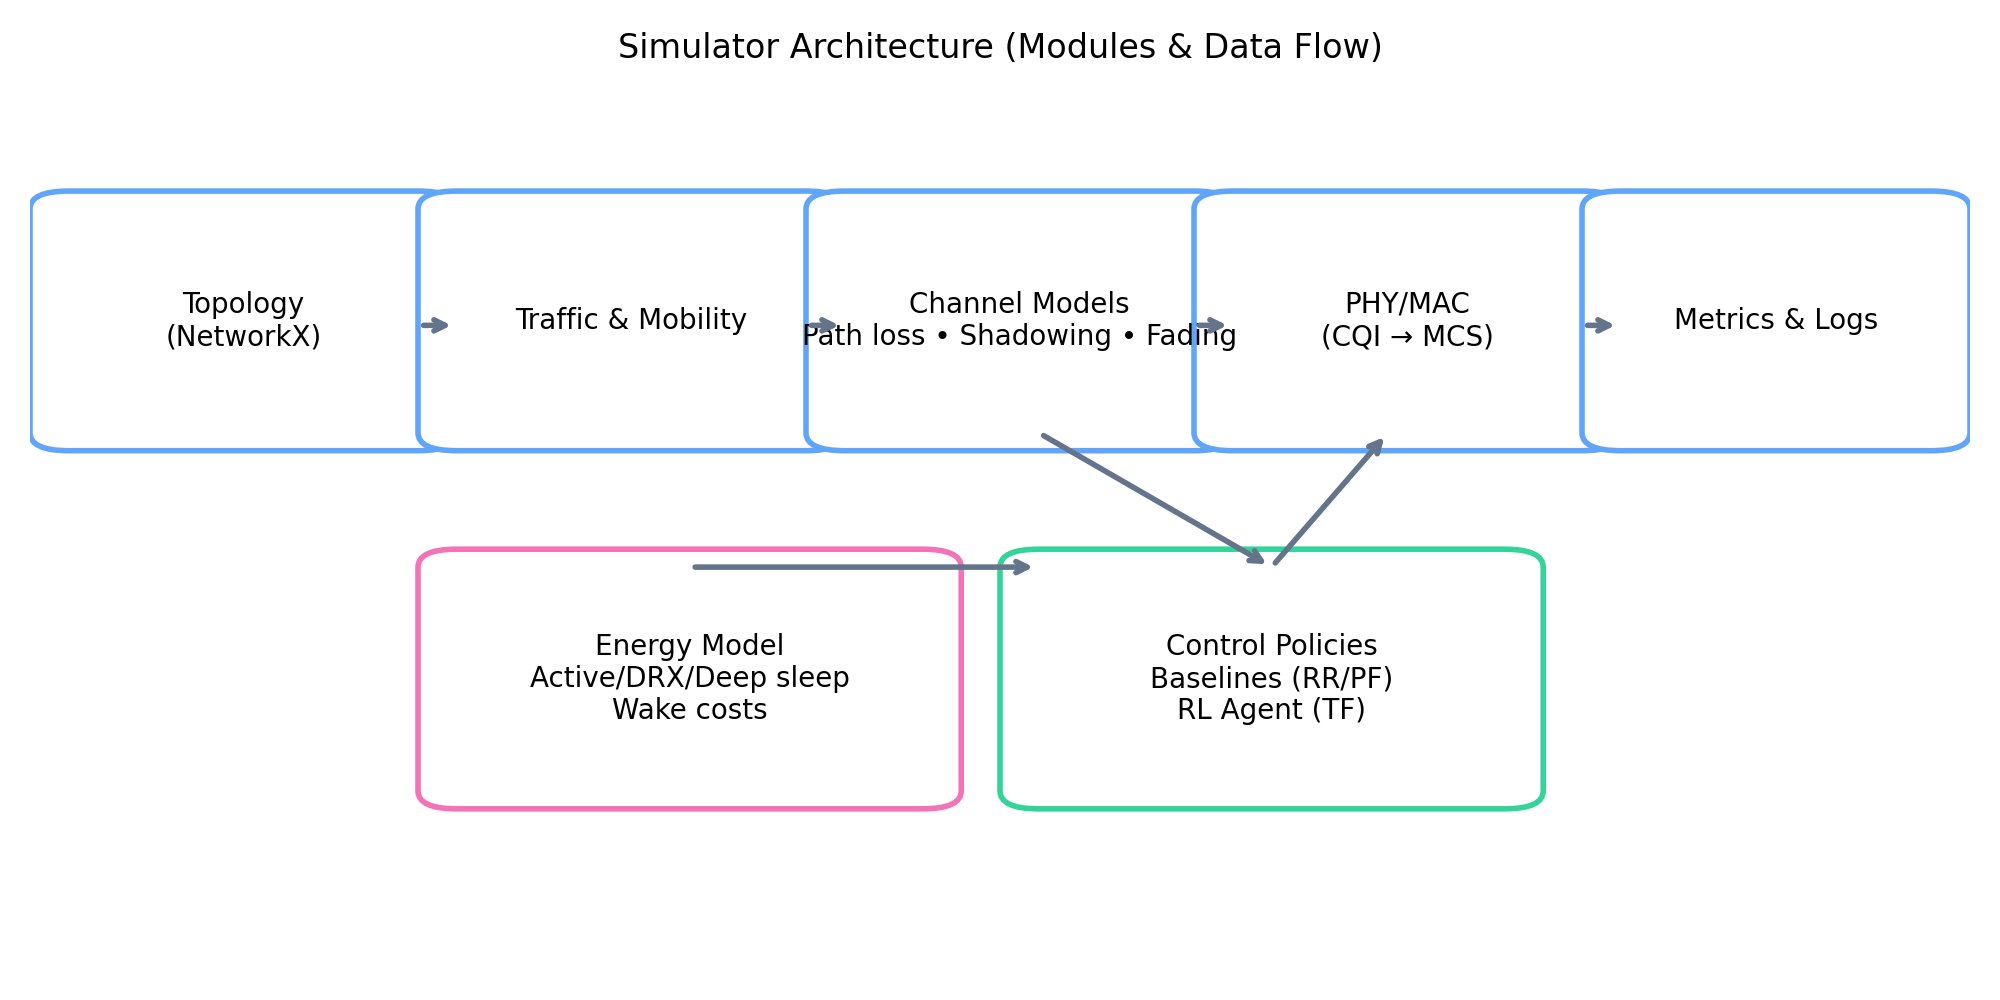 Simulator Architecture (Modules & Data Flow)
Topology
(NetworkX)
Traffic & Mobility
Channel Models
Path loss • Shadowing • Fading
PHY/MAC
(CQI → MCS)
Metrics & Logs
Energy Model
Active/DRX/Deep sleep
Wake costs
Control Policies
Baselines (RR/PF)
RL Agent (TF)